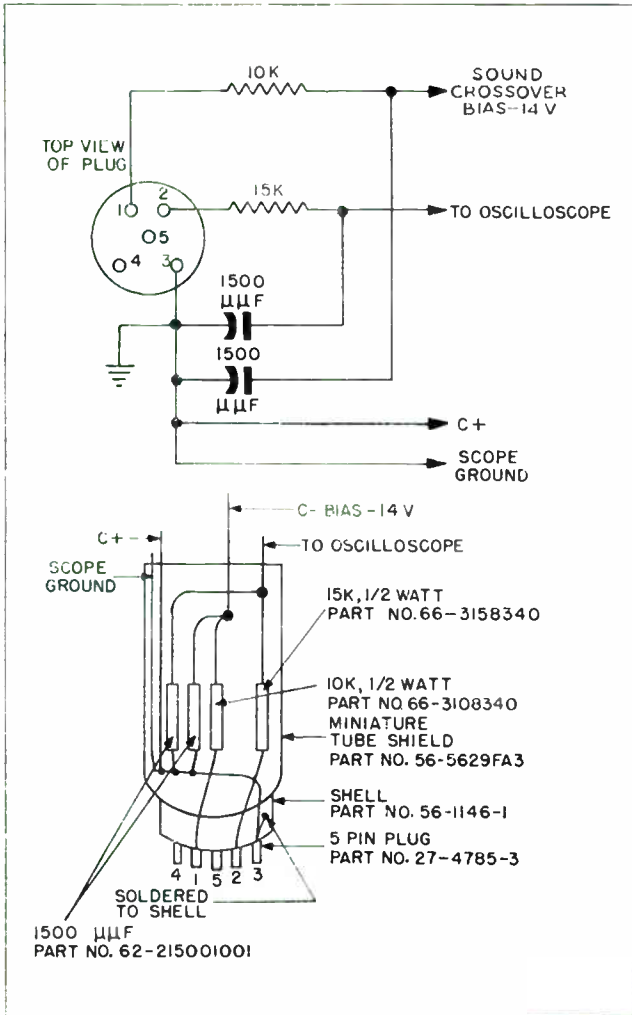 10K
SOUND
CROSSOVER
BIAS-14 V
TOP VIEW
OF PLUG
1
2
15K
TO OSCILLOSCOPE
5
4
3
1500
µµF
1500
µµF
C+
SCOPE
GROUND
C- BIAS -14 V
C+
TO OSCILLOSCOPE
SCOPE
GROUND
15K, 1/2 WATT
PART NO. 66-3158340
10K, 1/2 WATT
PART NO. 66-3108340
MINIATURE
TUBE SHIELD
PART NO. 56-5629FA3
SHELL
PART NO. 56-1146-1
5 PIN PLUG
PART NO. 27-4785-3
4 1 5 2 3
SOLDERED
TO SHELL
1500 µµF
PART NO. 62-215001001